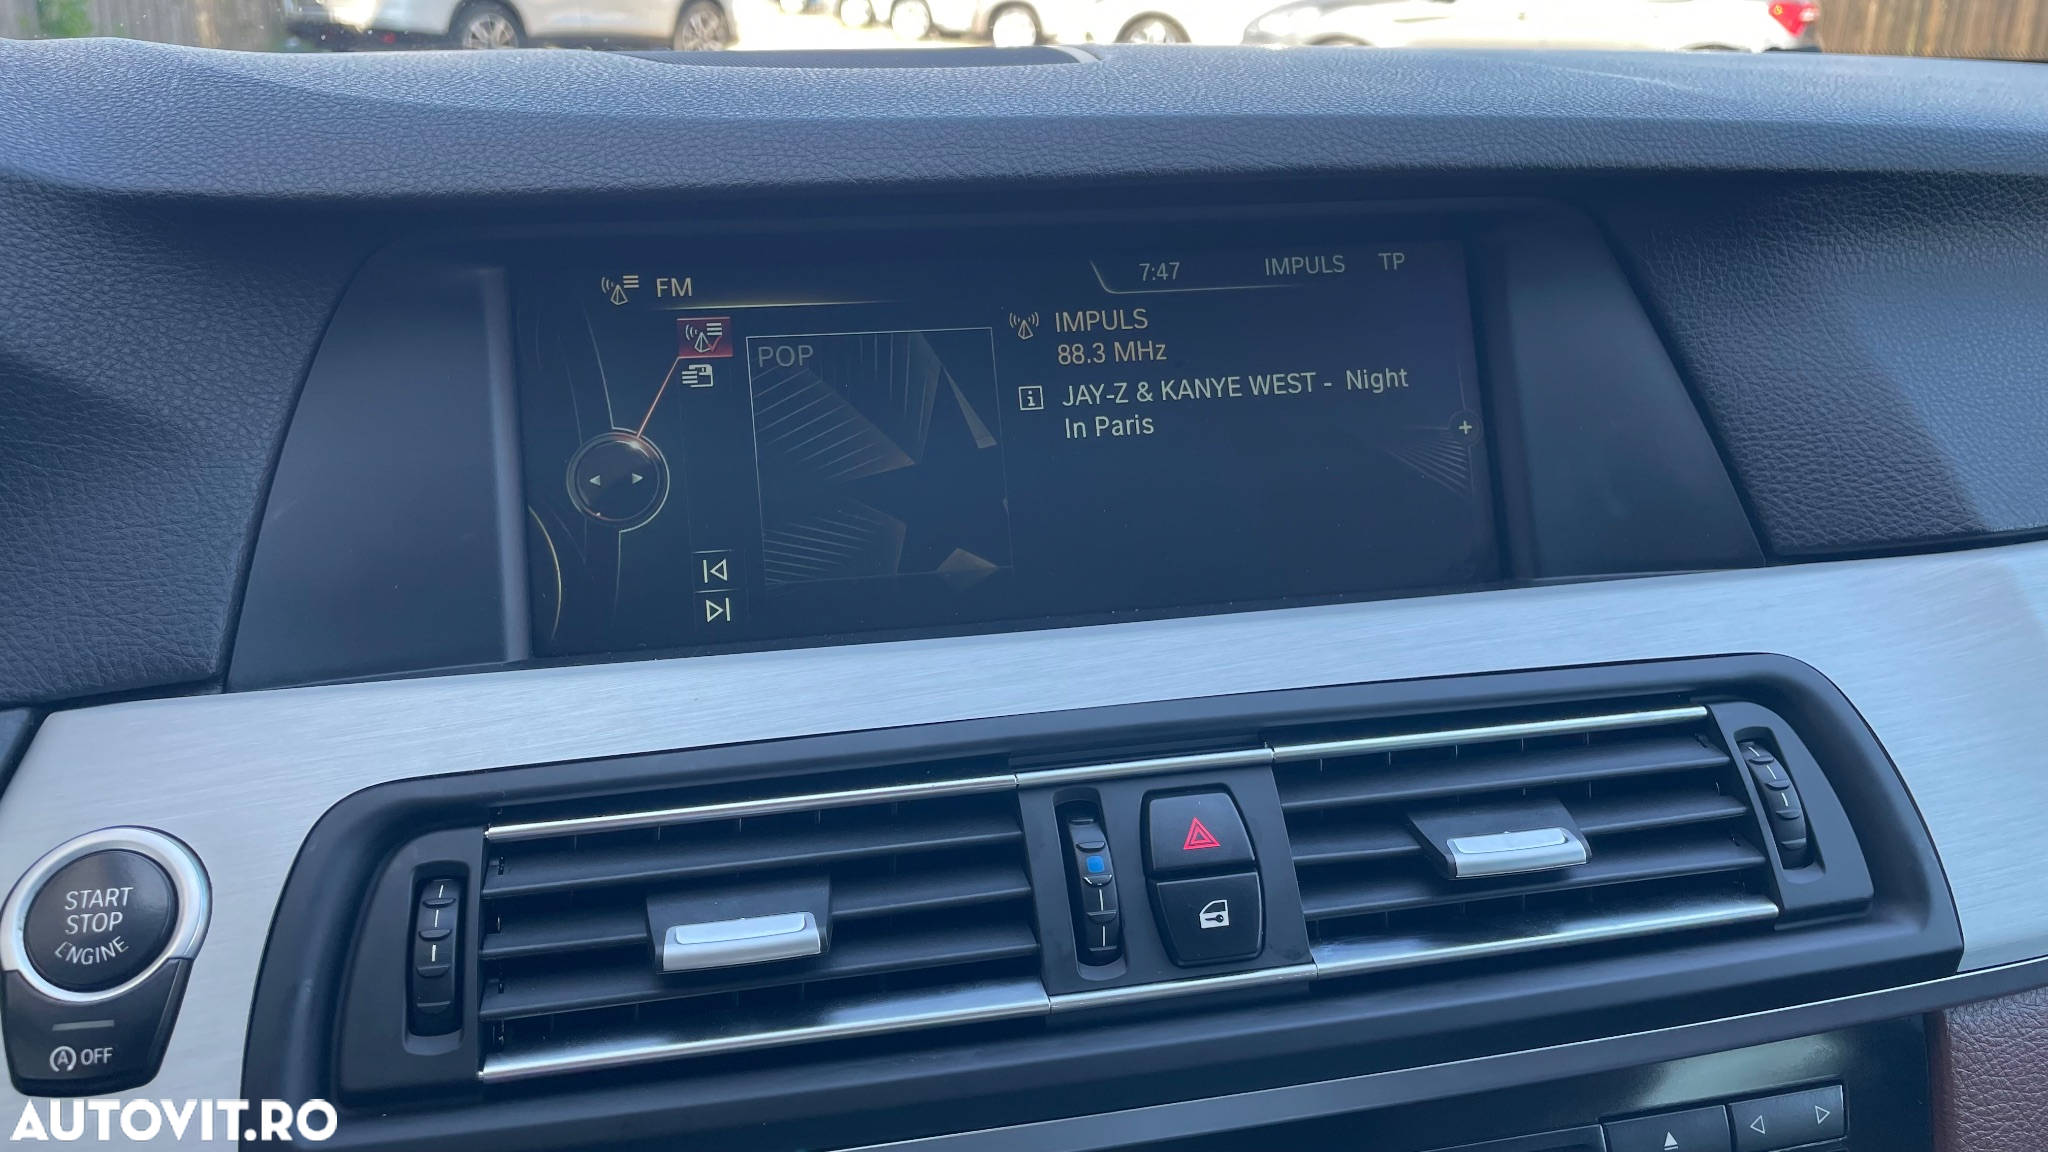 FM
7:47 IMPULS TP
POP
IMPULS
88.3 MHz
JAY-Z & KANYE WEST - Night
In Paris
START
STOP
ENGINE
A OFF
AUTOVIT.RO